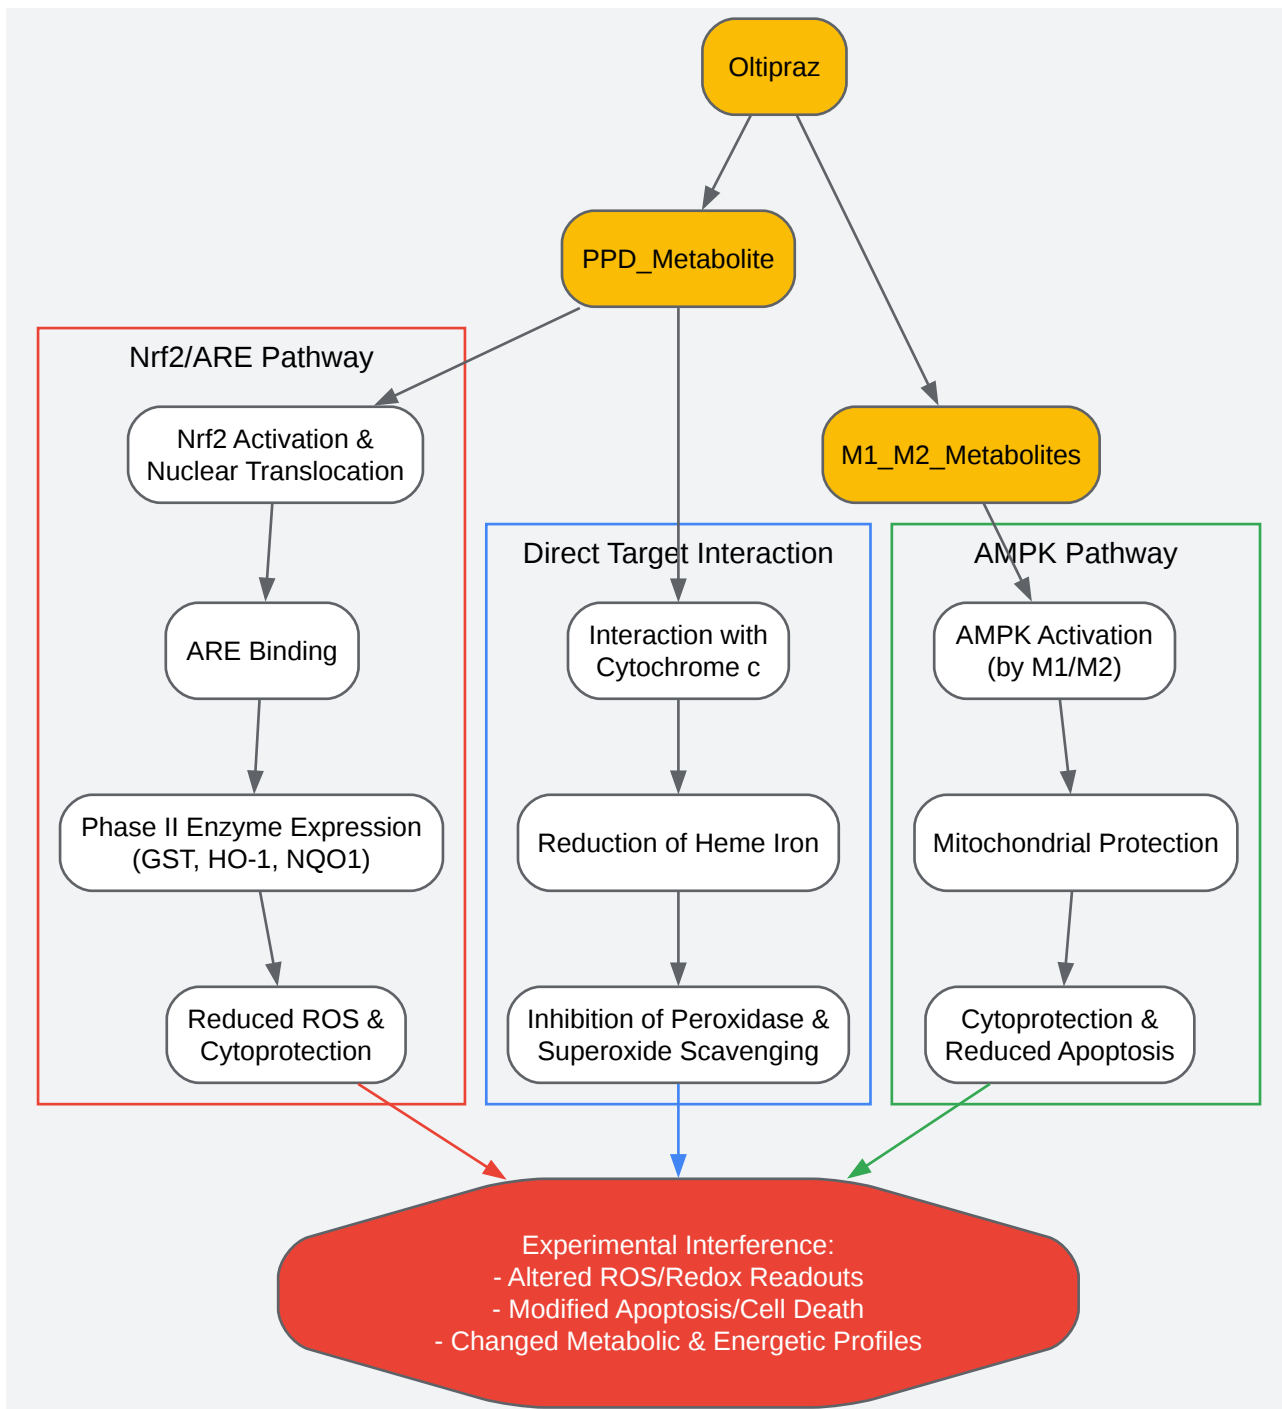 Oltipraz
PPD_Metabolite
Nrf2/ARE Pathway
Nrf2 Activation &
Nuclear Translocation
M1_M2_Metabolites
Direct Target Interaction
AMPK Pathway
ARE Binding
Interaction with
Cytochrome c
AMPK Activation
(by M1/M2)
Phase II Enzyme Expression
(GST, HO-1, NQO1)
Reduction of Heme Iron
Mitochondrial Protection
Reduced ROS &
Cytoprotection
Inhibition of Peroxidase &
Superoxide Scavenging
Cytoprotection &
Reduced Apoptosis
Experimental Interference:
- Altered ROS/Redox Readouts
- Modified Apoptosis/Cell Death
- Changed Metabolic & Energetic Profiles